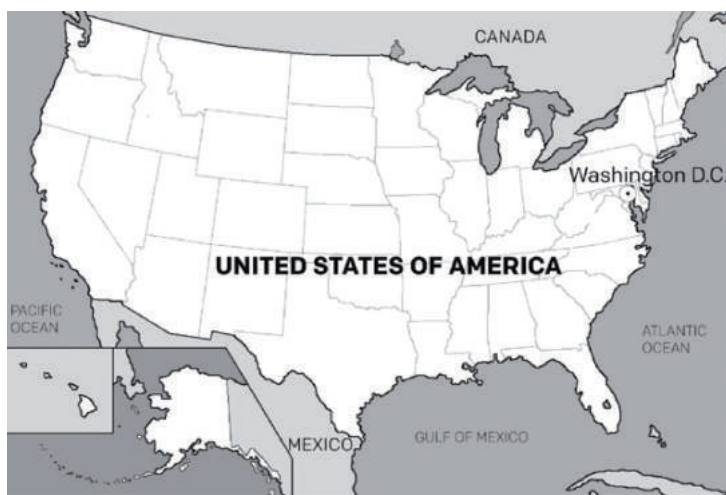 CANADA
Washington D.C.
UNITED STATES OF AMERICA
PACIFIC
OCEAN
ATLANTIC
OCEAN
MEXICO
GULF OF MEXICO